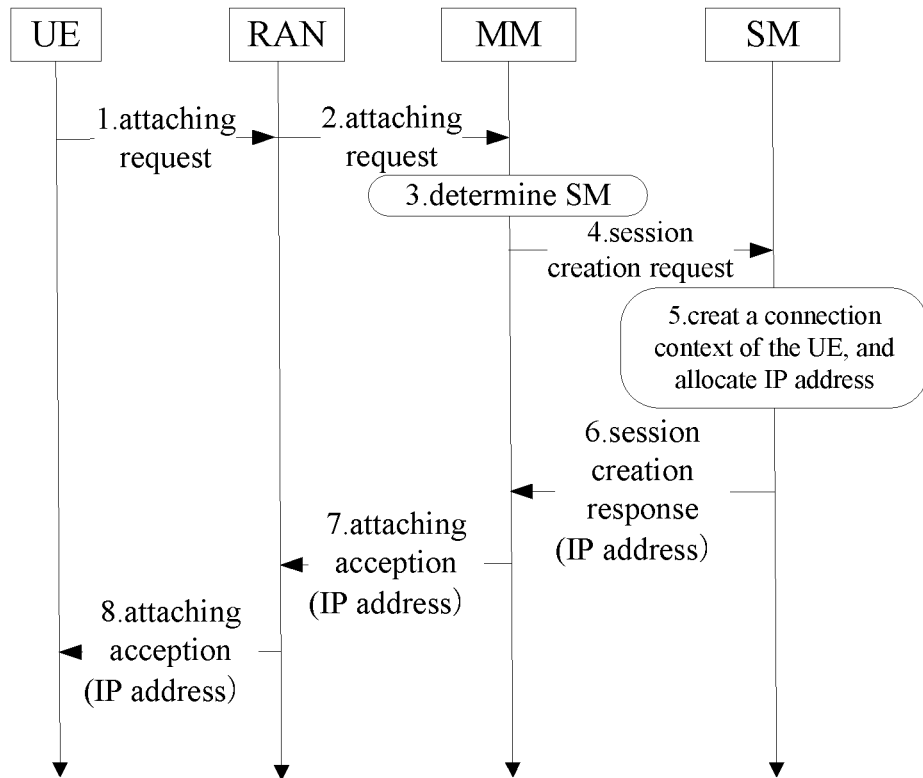 UE
RAN
MM
SM
1.attaching
request
2.attaching
request
3.determine SM
4.session
creation request
5.creat a connection
context of the UE, and
allocate IP address
6.session
creation
response
(IP address)
7.attaching
acception
(IP address)
8.attaching
acception
(IP address)